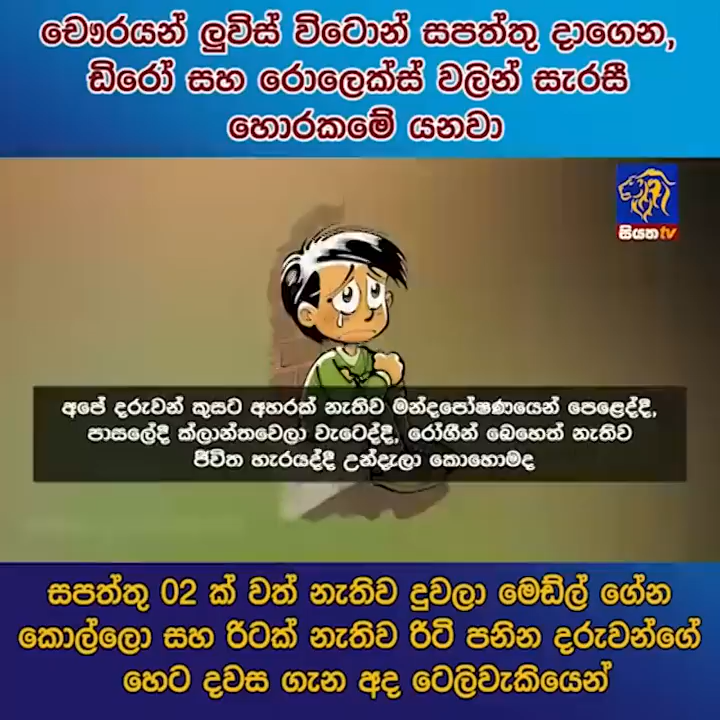 චෞරයන් ලූවිස් විටොන් සපත්තු දාගෙන,
ඩිරෝ සහ රොලෙක්ස් වලින් සැරසී
හොරකමේ යනවා
සියත tv
අපේ දරුවන් කුසට අහරක් නැතිව මන්දපෝෂණයෙන් පෙළෙද්දී,
පාසලේදී ක්ලාන්තවෙලා වැටෙද්දී, රෝගීන් බෙහෙත් නැතිව
ජීවිත හැරයද්දී උන්දැලා කොහොමද
සපත්තු 02 ක් වත් නැතිව දුවලා මෙඩ්ල් ගේන
කොල්ලො සහ රිටක් නැතිව රිටි පනින දරුවන්ගේ
හෙට දවස ගැන අද ටෙලිවැකියෙන්